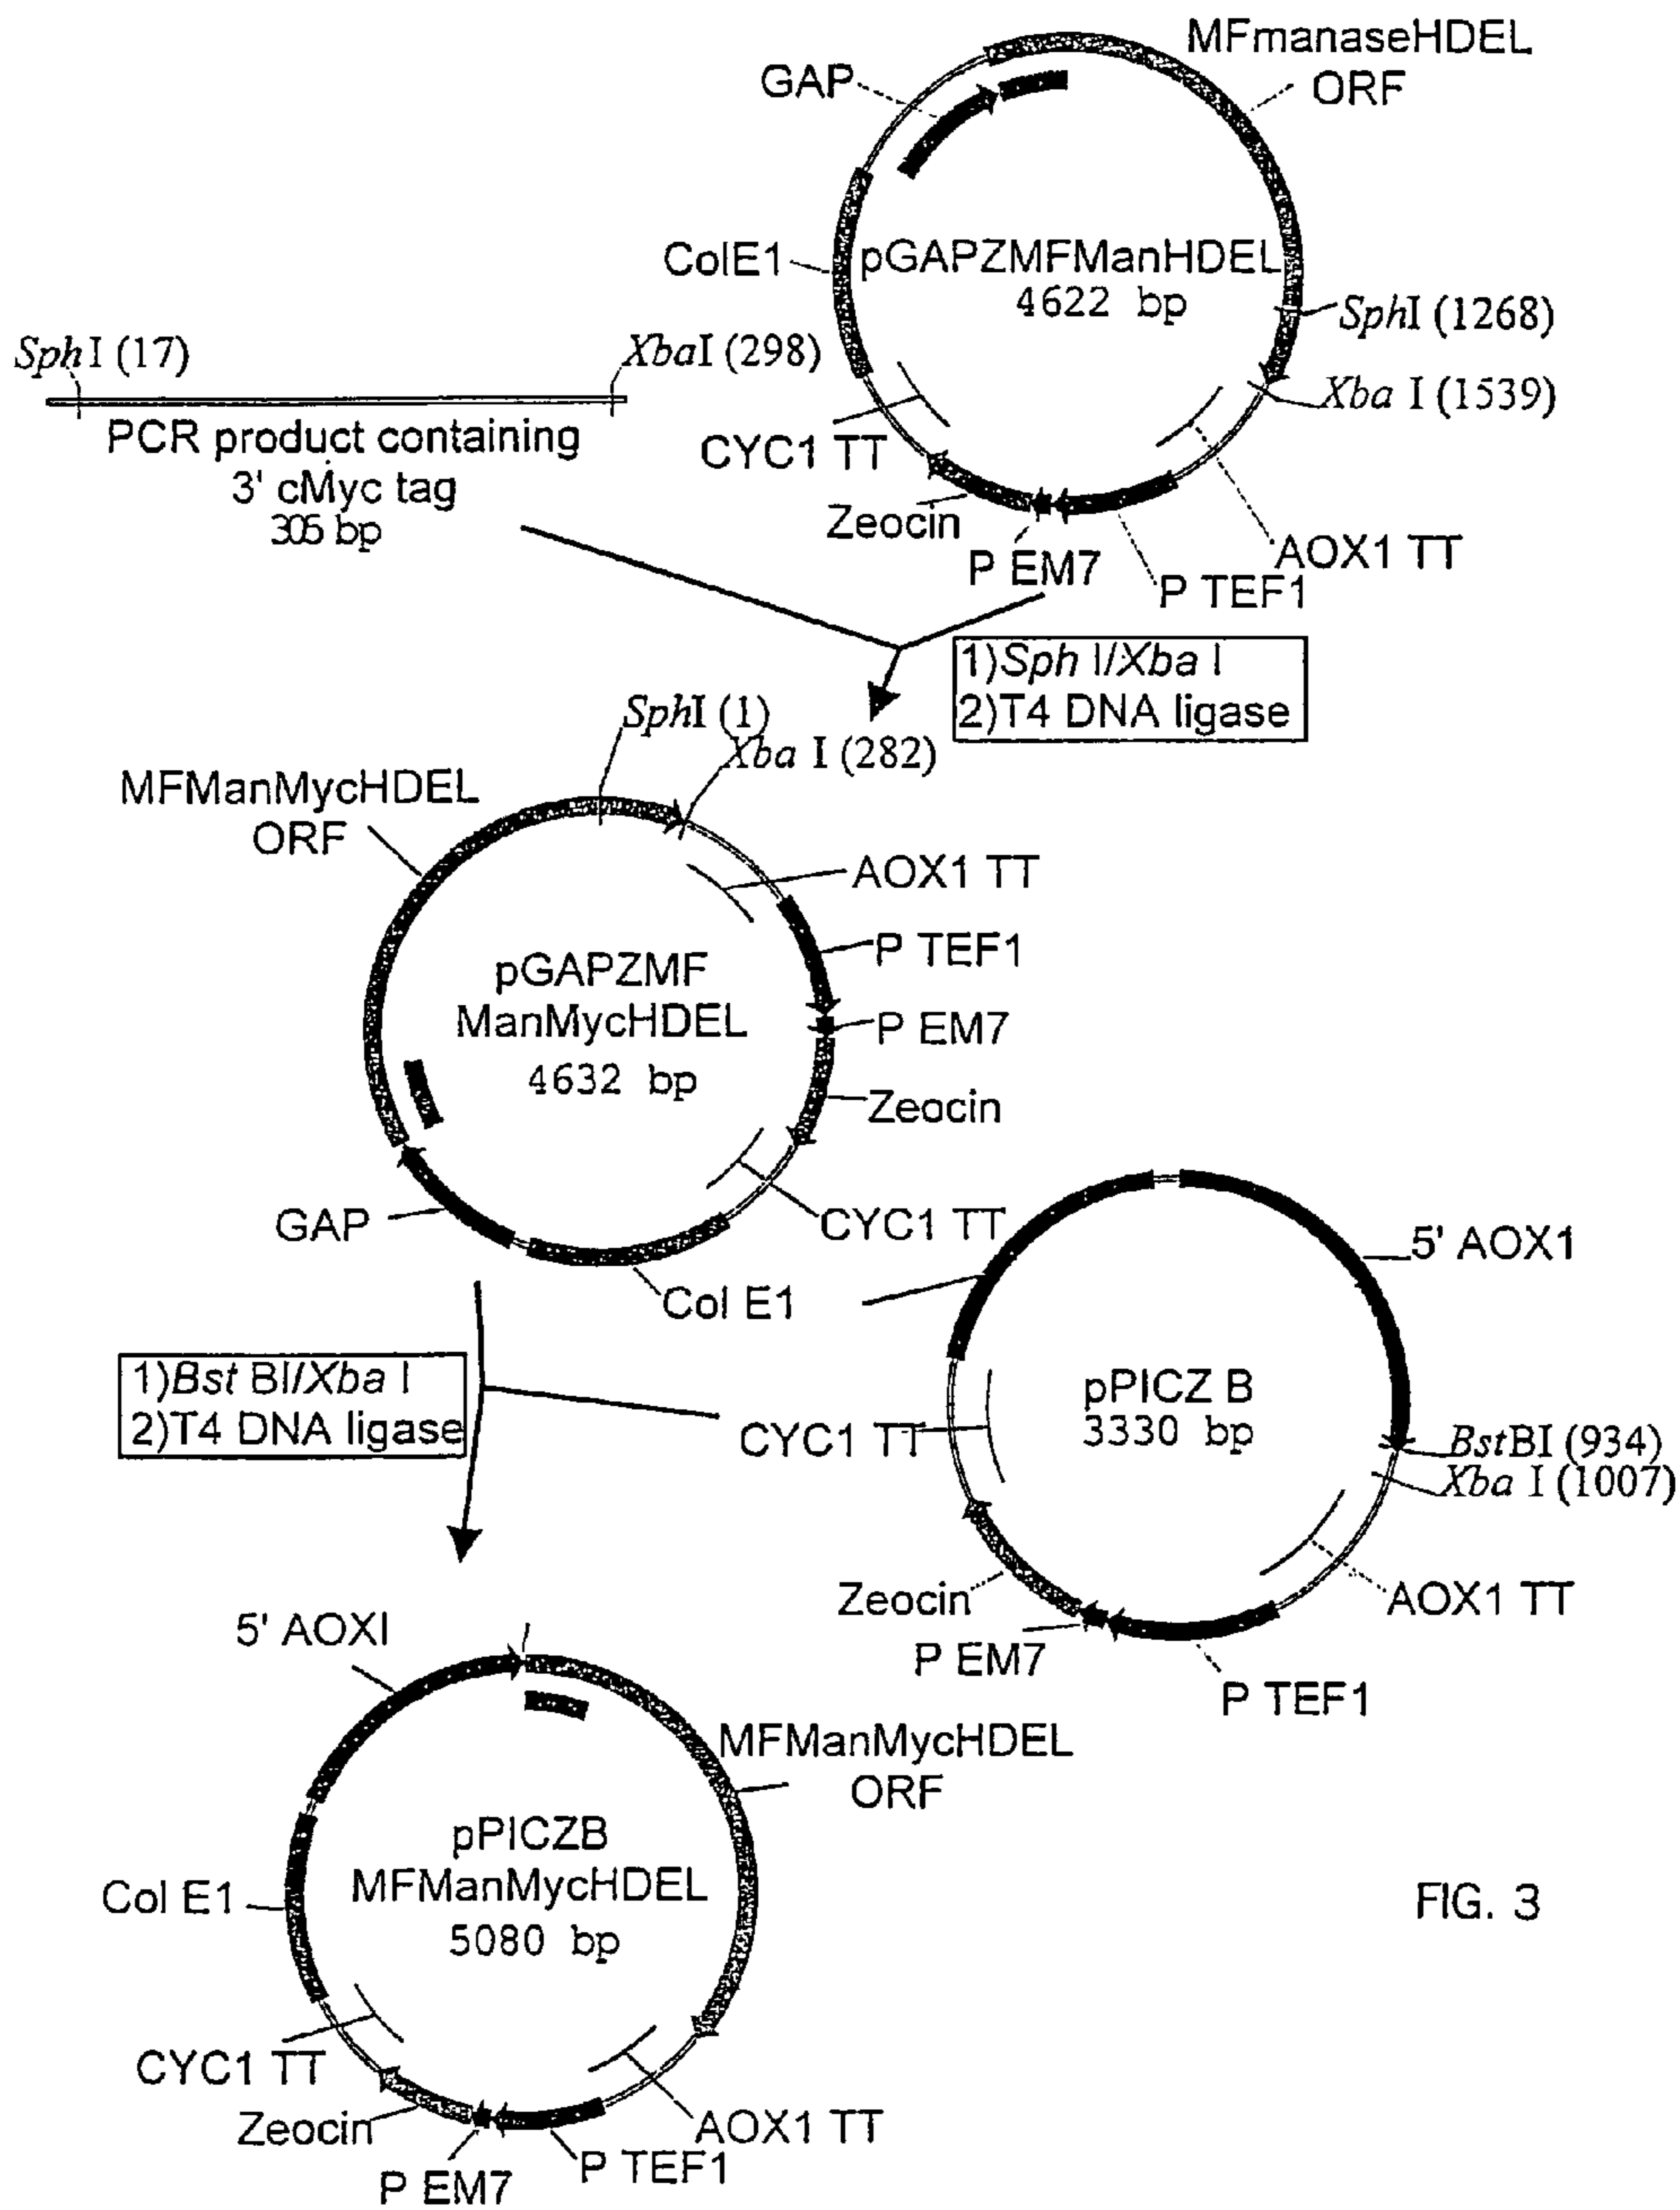 MFmanaseHDEL
ORF
GAP
ColE1
pGAPZMFManHDEL
4622 bp
SphI (1268)
Xba I (1539)
SphI (17)
XbaI (298)
PCR product containing
3' cMyc tag
305 bp
CYC1 TT
Zeocin
P EM7
P TEF1
AOX1 TT
1)Sph I/Xba I
2)T4 DNA ligase
SphI (1)
Xba I (282)
MFManMycHDEL
ORF
AOX1 TT
P TEF1
pGAPZMF
ManMycHDEL
4632 bp
P EM7
Zeocin
GAP
CYC1 TT
Col E1
5' AOX1
1)Bst BI/Xba I
2)T4 DNA ligase
pPICZ B
3330 bp
CYC1 TT
BstBI (934)
Xba I (1007)
Zeocin
P EM7
AOX1 TT
P TEF1
5' AOXI
MFManMycHDEL
ORF
pPICZB
MFManMycHDEL
5080 bp
Col E1
FIG. 3
CYC1 TT
Zeocin
P EM7
P TEF1
AOX1 TT